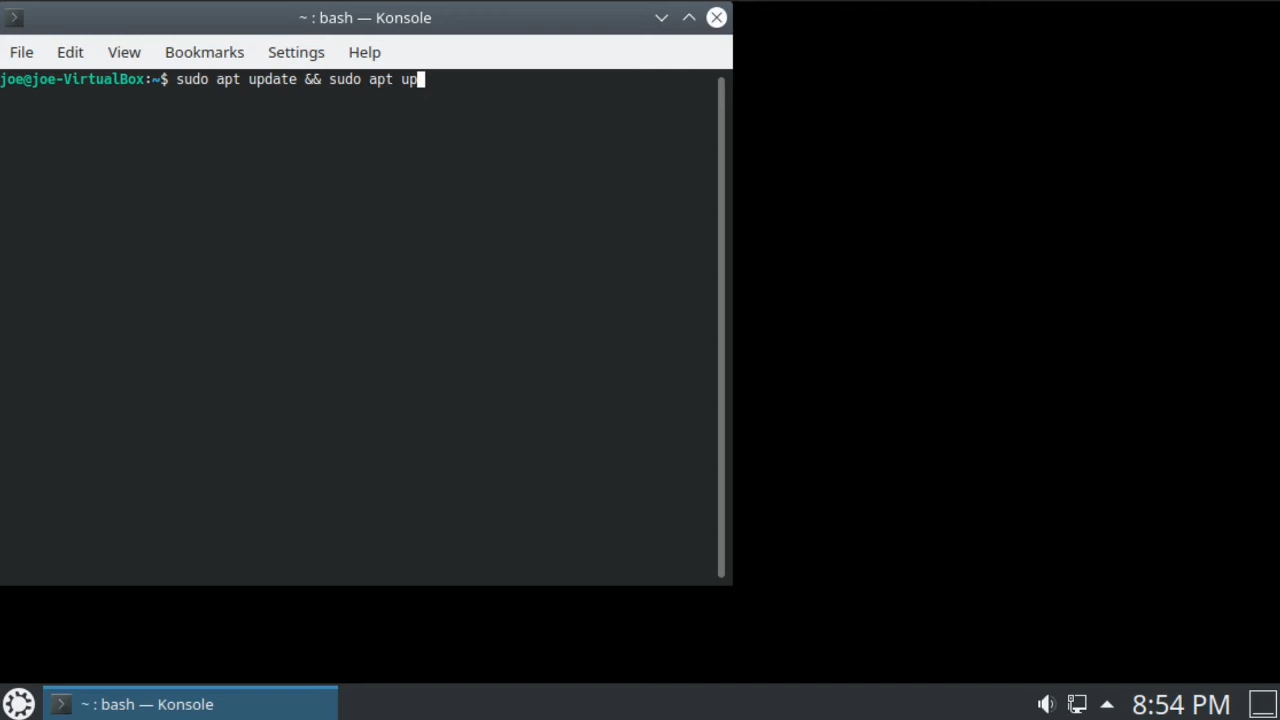 ~ : bash — Konsole
File Edit View Bookmarks Settings Help
joe@joe-VirtualBox:~$ sudo apt update && sudo apt up
~ : bash — Konsole
8:54 PM